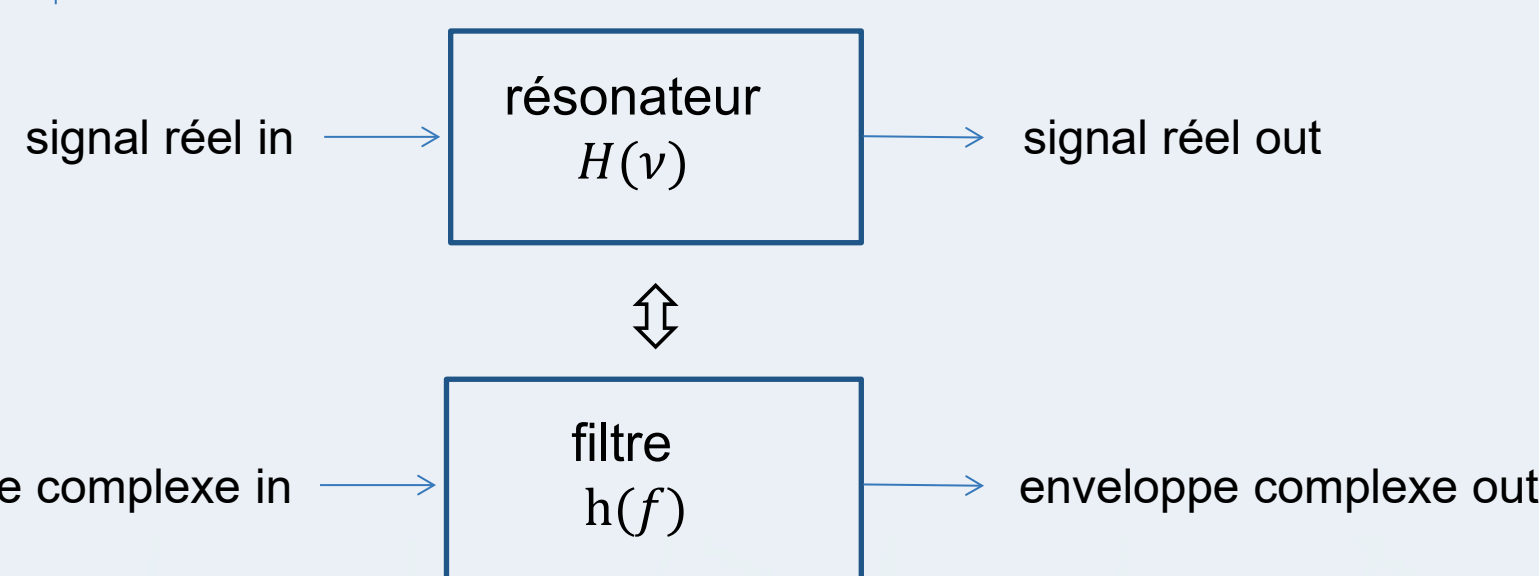 résonateur
signal réel in
signal réel out
H(ν)
filtre
e complexe in
enveloppe complexe out
h(f)